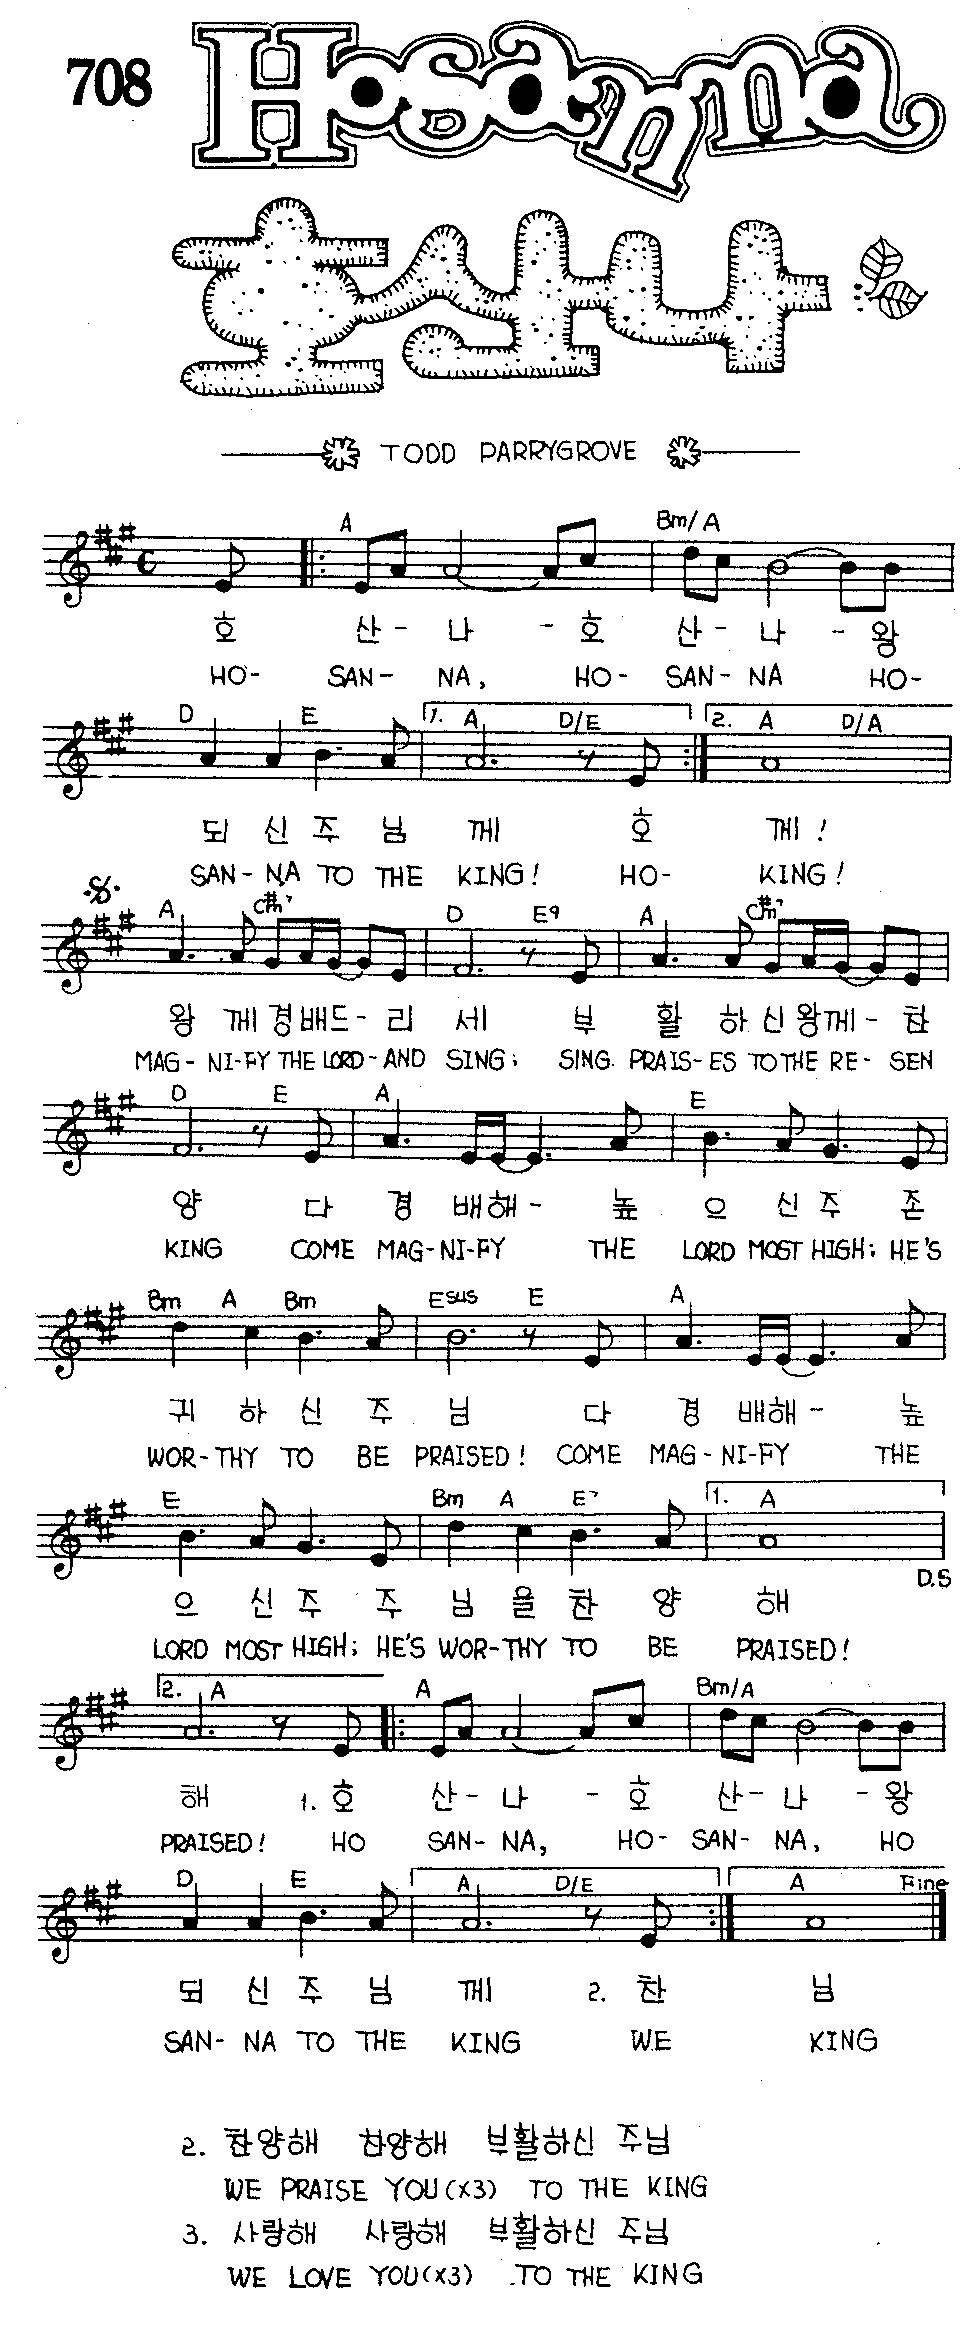 708
Hosanna
호산나
TODD PARRYGROVE
A Bm/A
호 산- 나 -호 산- 나 -왕
HO- SAN- NA, HO- SAN- NA HO-
D E 1. A D/E 2. A D/A
되 신 주 님 께 호 께!
SAN- NA TO THE KING! HO- KING!
A C#m7 D E9 A C#m7
왕 께경배드- 리 세 부 활 하신왕께- 찬
MAG- NI-FY THE LORD-AND SING; SING. PRAIS-ES TO THE RE- SEN
D E A E
양 다 경 배해- 높 으 신 주 존
KING COME MAG-NI-FY THE LORD MOST HIGH; HE'S
Bm A Bm Esus E A
귀 하 신 주 님 다 경 배해- 높
WOR-THY TO BE PRAISED! COME MAG-NI-FY THE
E Bm A E7 1. A
D.S
으 신 주 주 님 을 찬 양 해
LORD MOST HIGH; HE'S WOR-THY TO BE PRAISED!
2. A A Bm/A
해 1. 호 산- 나 -호 산- 나 -왕
PRAISED! HO SAN- NA, HO- SAN- NA, HO
D E A D/E A Fine
되 신 주 님 께 2. 찬 님
SAN- NA TO THE KING WE KING
2. 찬양해 찬양해 부활하신 주님
WE PRAISE YOU(X3) TO THE KING
3. 사랑해 사랑해 부활하신 주님
WE LOVE YOU(X3) .TO THE KING